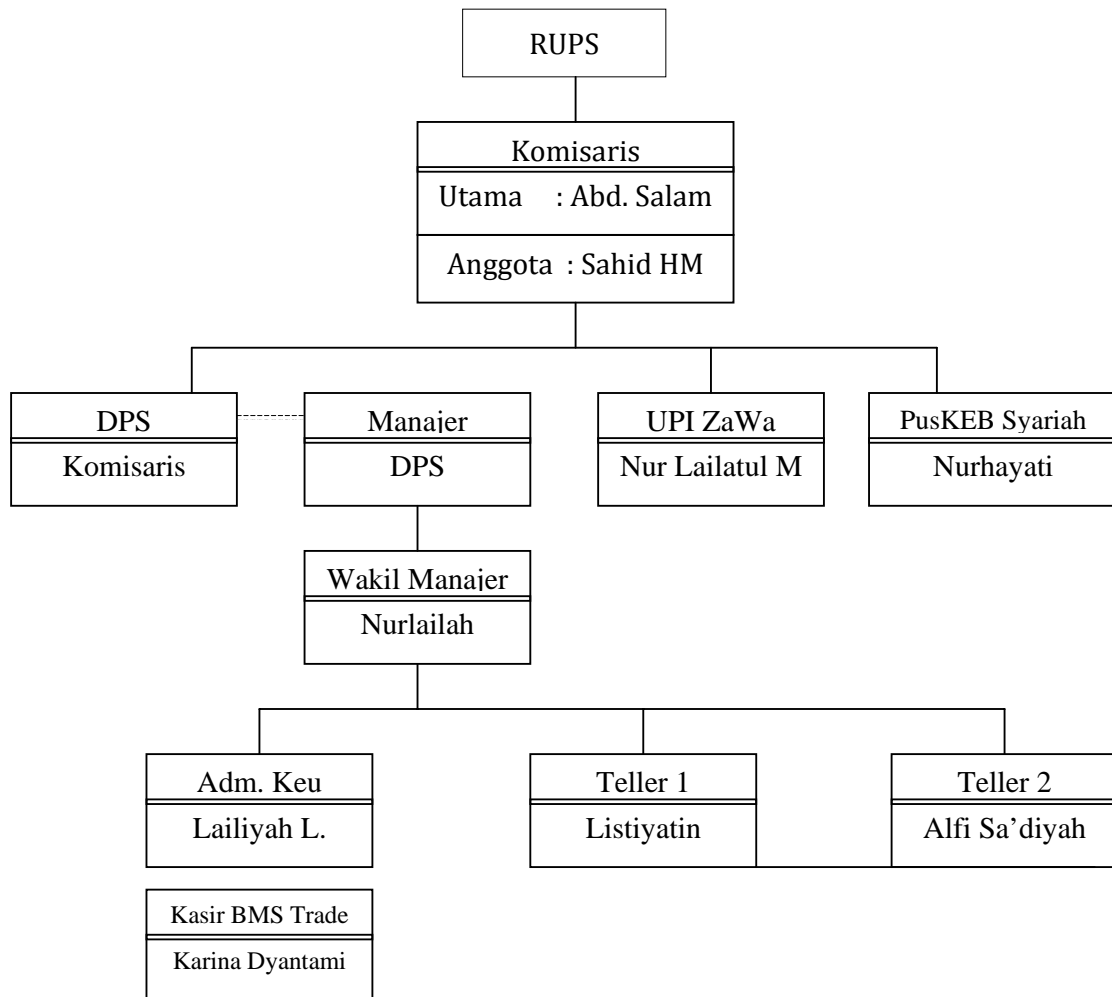 RUPS
Komisaris
Utama : Abd. Salam
Anggota : Sahid HM
DPS
Komisaris
Manajer
DPS
UPI ZaWa
Nur Lailatul M
PusKEB Syariah
Nurhayati
Wakil Manajer
Nurlailah
Adm. Keu
Lailiyah L.
Teller 1
Listiyatin
Teller 2
Alfi Sa’diyah
Kasir BMS Trade
Karina Dyantami